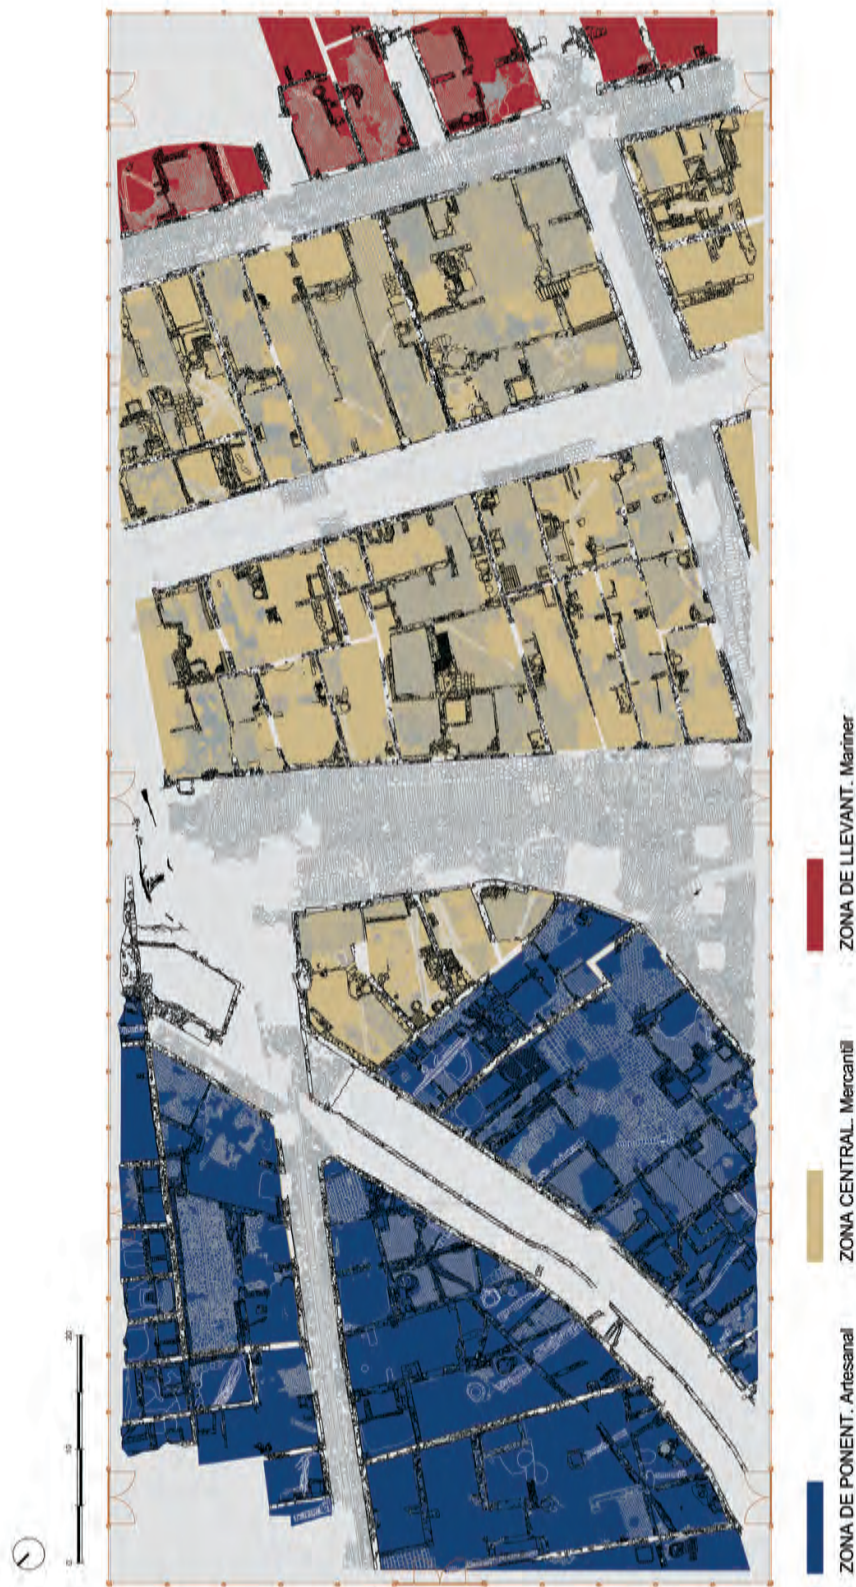 0 10 20
ZONA DE PONENT. Artesanal
ZONA CENTRAL. Mercantil
ZONA DE LLEVANT. Mariner